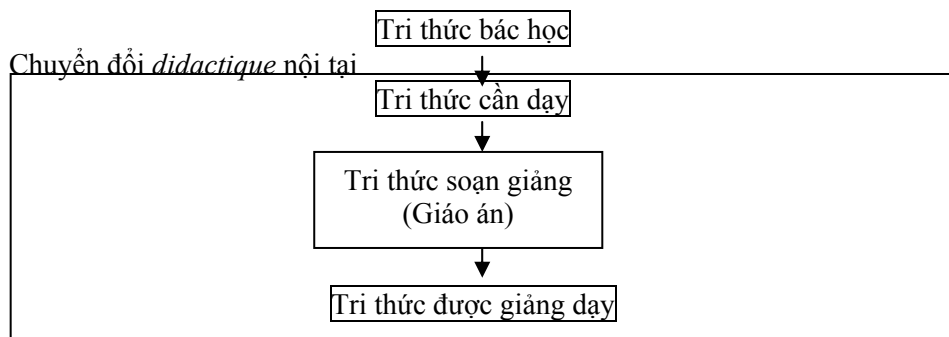 Tri thức bác học
Chuyển đổi didactique nội tại
Tri thức cần dạy
Tri thức soạn giảng
(Giáo án)
Tri thức được giảng dạy